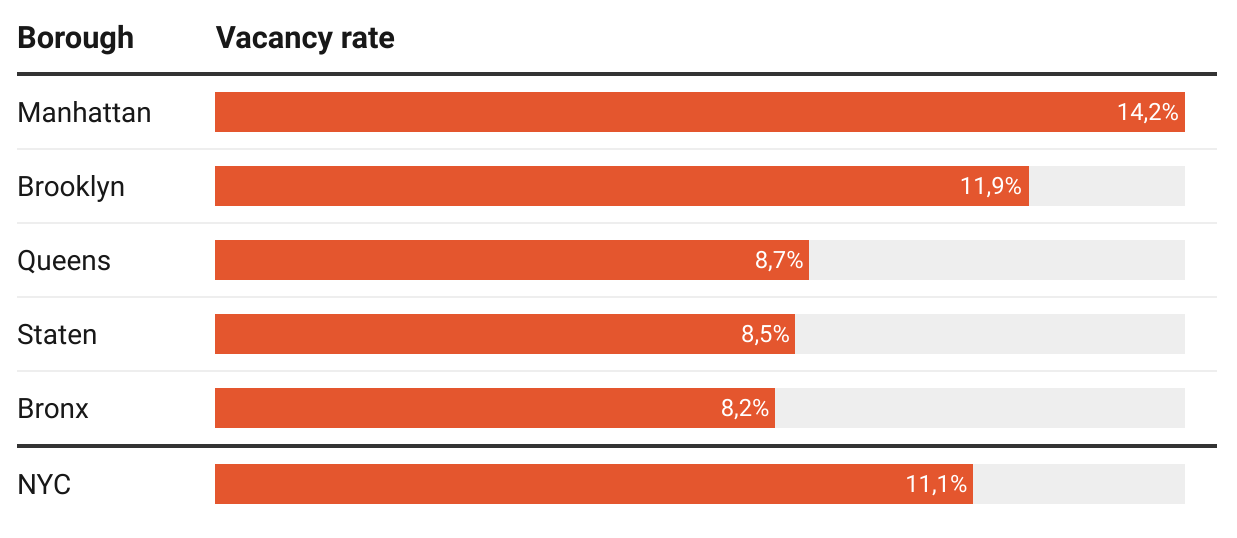 Borough Vacancy rate
Manhattan 14,2%
Brooklyn 11,9%
Queens 8,7%
Staten 8,5%
Bronx 8,2%
NYC 11,1%